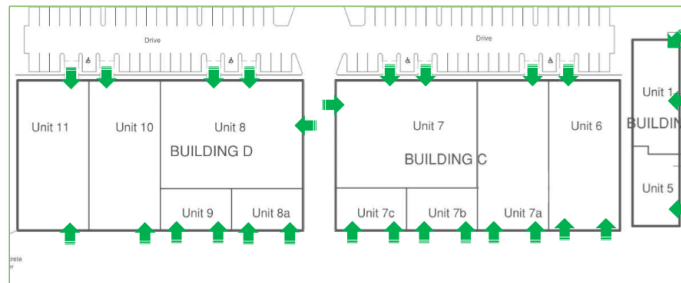 Drive
Drive
Unit 11
Unit 10
Unit 8
BUILDING D
Unit 9
Unit 8a
Unit 7
Unit 6
BUILDING C
Unit 7c
Unit 7b
Unit 7a
Unit 1
BUILDIN
Unit 5